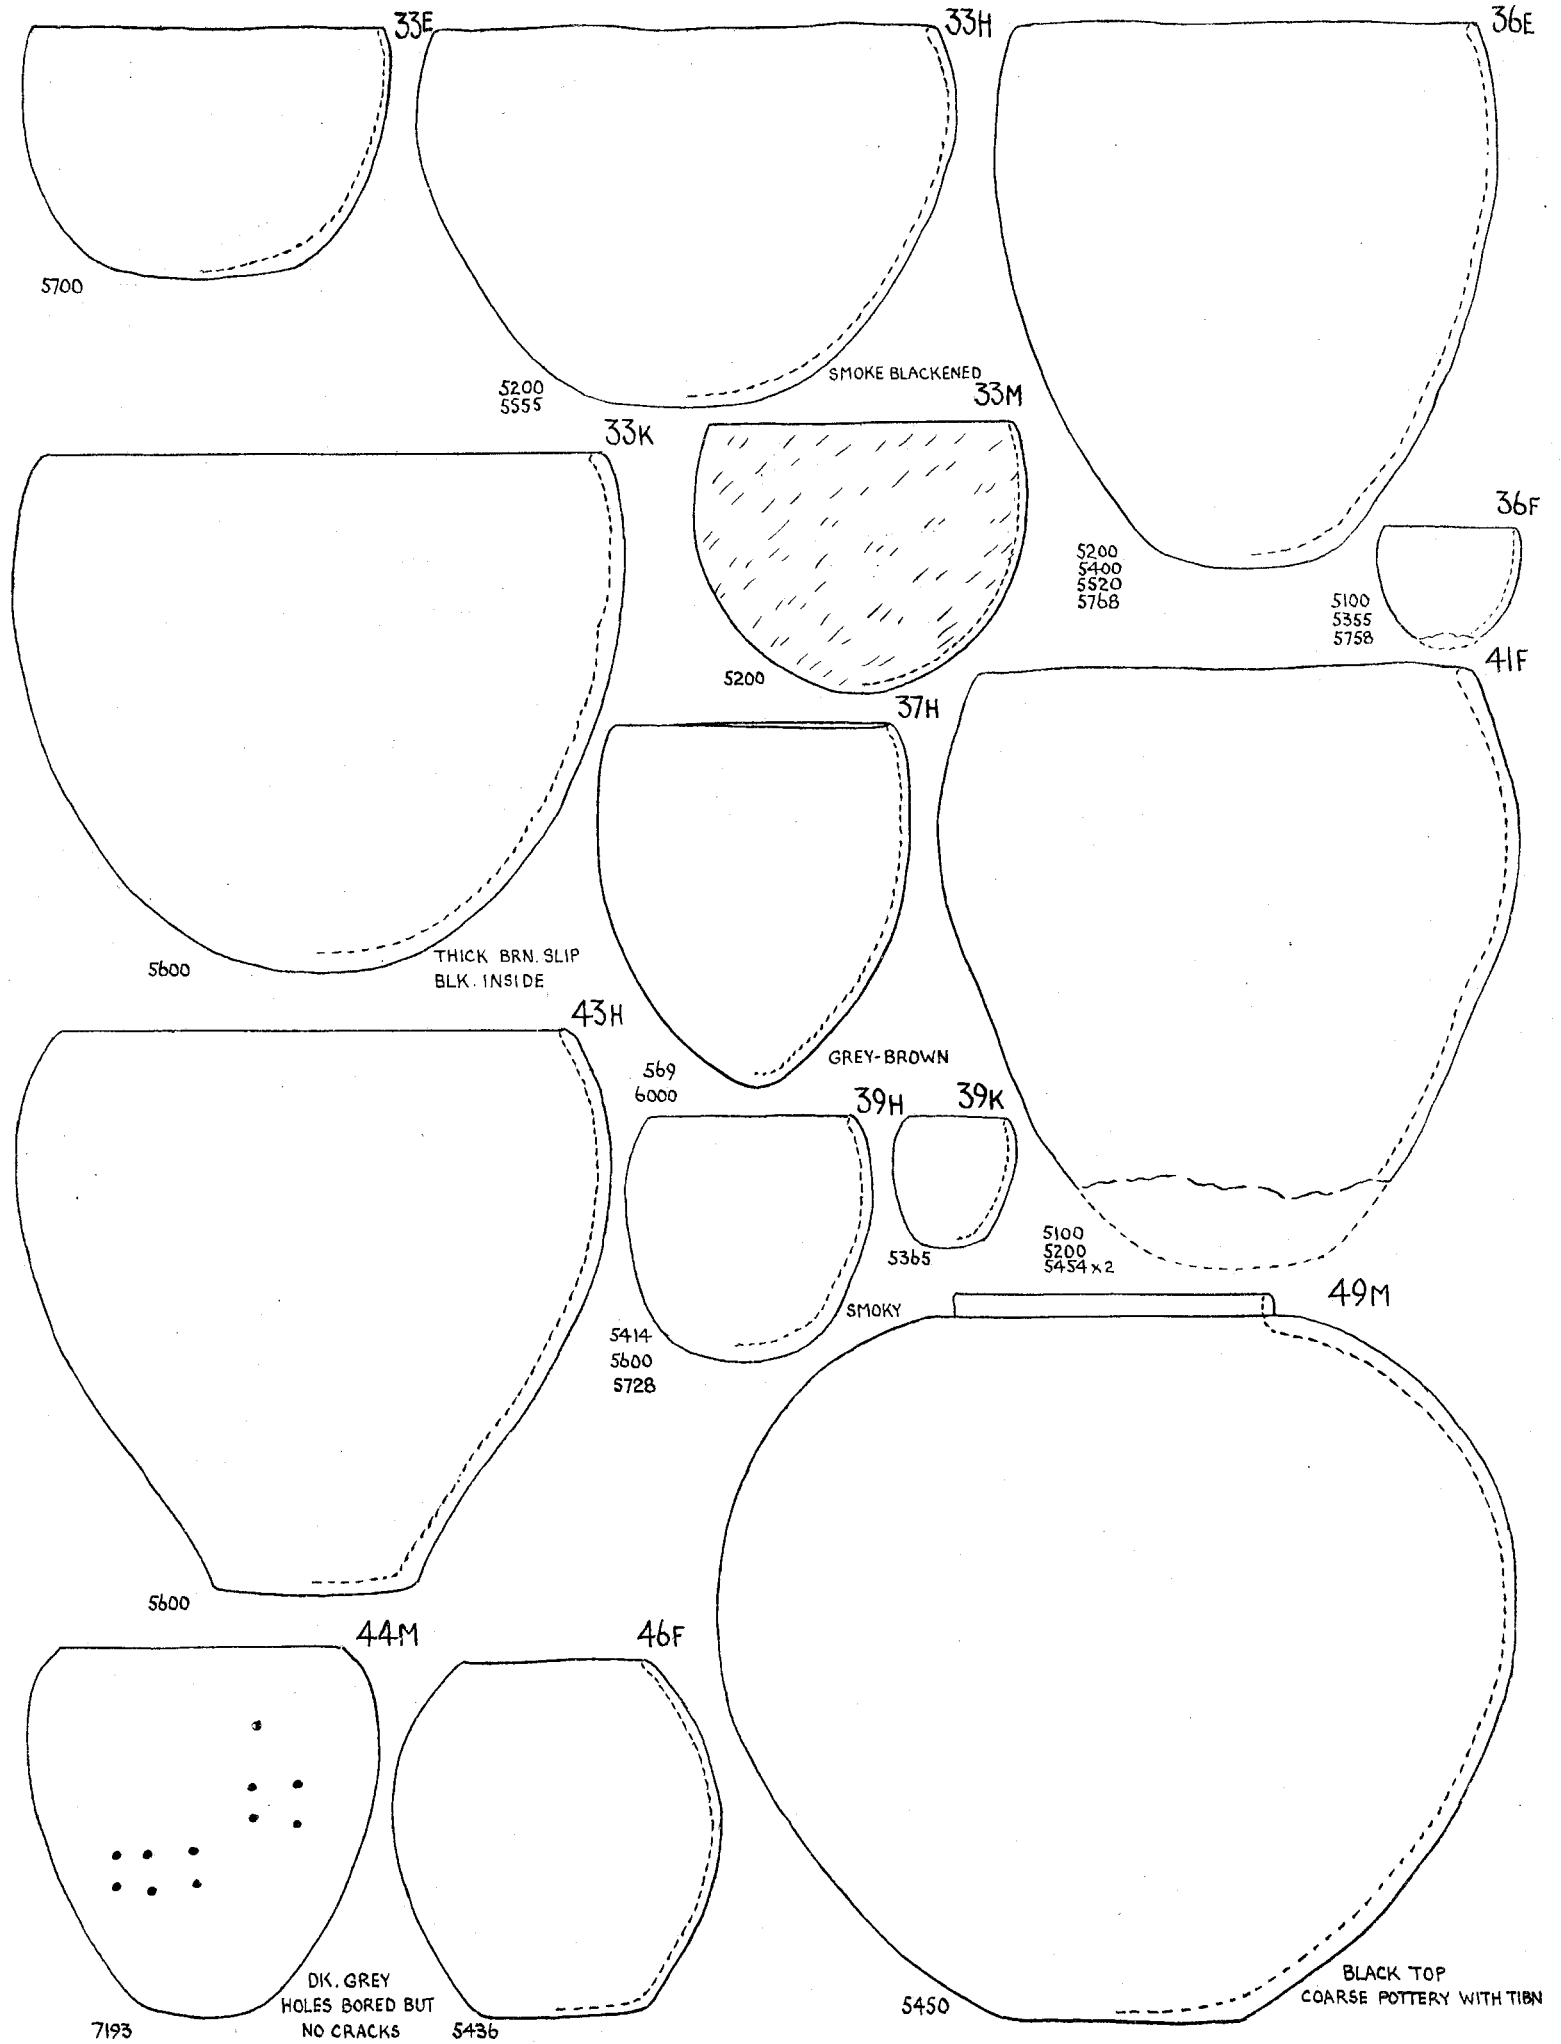 33E
33H
36E
5700
5200
5555
SMOKE BLACKENED
33M
33K
36F
5200
5400
5520
5768
5100
5355
5758
5200
41F
37H
5600
THICK BRN. SLIP
BLK. INSIDE
43H
569
6000
GREY-BROWN
39H
39K
5365
5100
5200
5454 x 2
49M
SMOKY
5414
5600
5728
5600
44M
46F
DK. GREY
HOLES BORED BUT
NO CRACKS
7193
5436
5450
BLACK TOP
COARSE POTTERY WITH TIBN